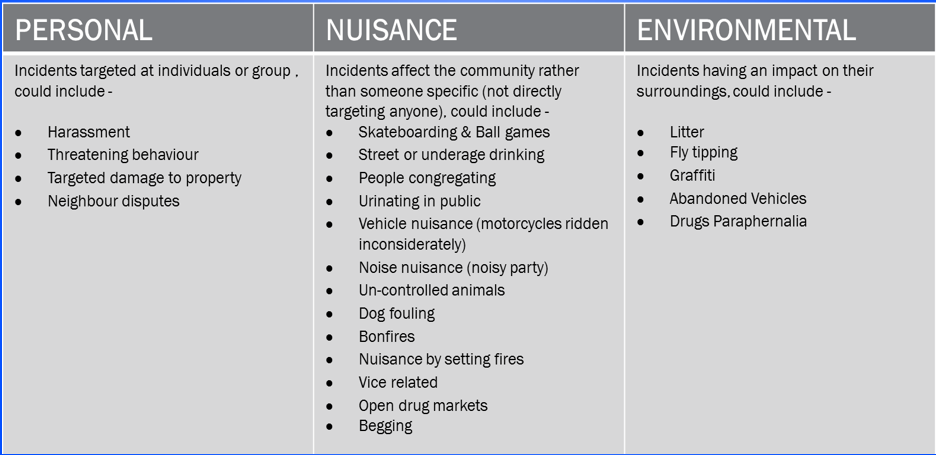 PERSONAL
Incidents targeted at individuals or group ,
could include -
• Harassment
• Threatening behaviour
• Targeted damage to property
• Neighbour disputes
NUISANCE
Incidents affect the community rather
than someone specific (not directly
targeting anyone), could include -
• Skateboarding & Ball games
• Street or underage drinking
• People congregating
• Urinating in public
• Vehicle nuisance (motorcycles ridden
inconsiderately)
• Noise nuisance (noisy party)
• Un-controlled animals
• Dog fouling
• Bonfires
• Nuisance by setting fires
• Vice related
• Open drug markets
• Begging
ENVIRONMENTAL
Incidents having an impact on their
surroundings, could include -
• Litter
• Fly tipping
• Graffiti
• Abandoned Vehicles
• Drugs Paraphernalia